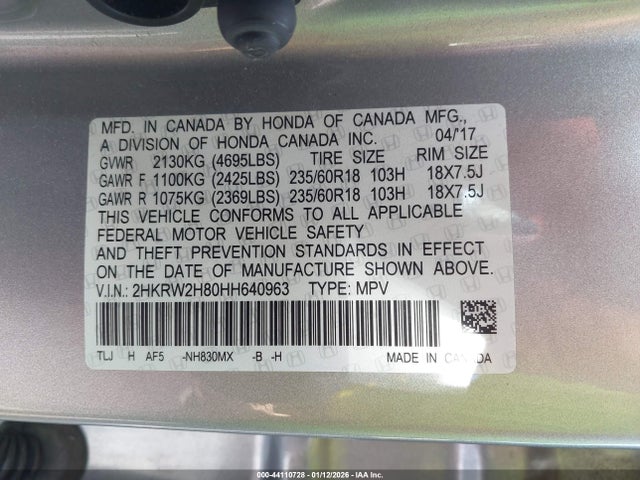 MFD. IN CANADA BY HONDA OF CANADA MFG.,
A DIVISION OF HONDA CANADA INC. 04/'17
GVWR 2130KG (4695LBS) TIRE SIZE RIM SIZE
GAWR F 1100KG (2425LBS) 235/60R18 103H 18X7.5J
GAWR R 1075KG (2369LBS) 235/60R18 103H 18X7.5J
THIS VEHICLE CONFORMS TO ALL APPLICABLE
FEDERAL MOTOR VEHICLE SAFETY
AND THEFT PREVENTION STANDARDS IN EFFECT
ON THE DATE OF MANUFACTURE SHOWN ABOVE.
V.I.N.: 2HKRW2H80HH640963 TYPE: MPV
TLJ H AF5 -NH830MX -B -H MADE IN CANADA
000-44110728 - 01/12/2026 - IAA Inc.